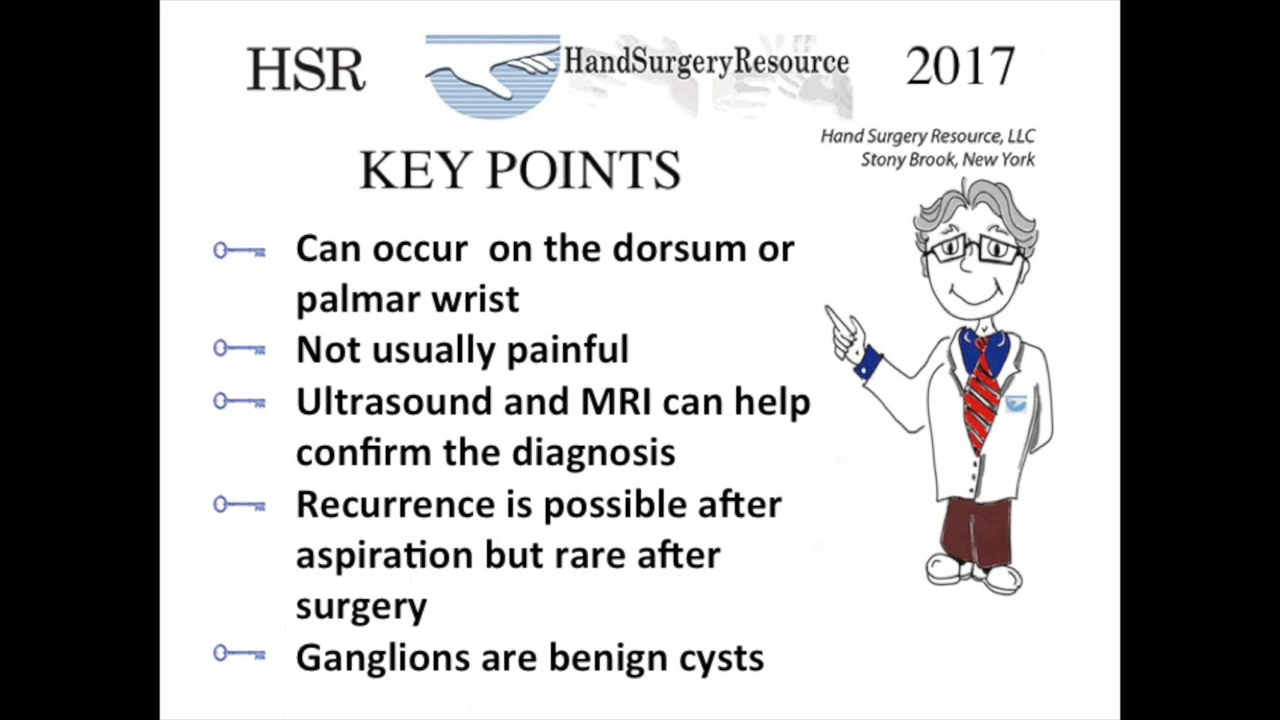 HSR
HandSurgeryResource
2017
Hand Surgery Resource, LLC
Stony Brook, New York
KEY POINTS
Can occur  on the dorsum or
palmar wrist
Not usually painful
Ultrasound and MRI can help
confirm the diagnosis
Recurrence is possible after
aspiration but rare after
surgery
Ganglions are benign cysts